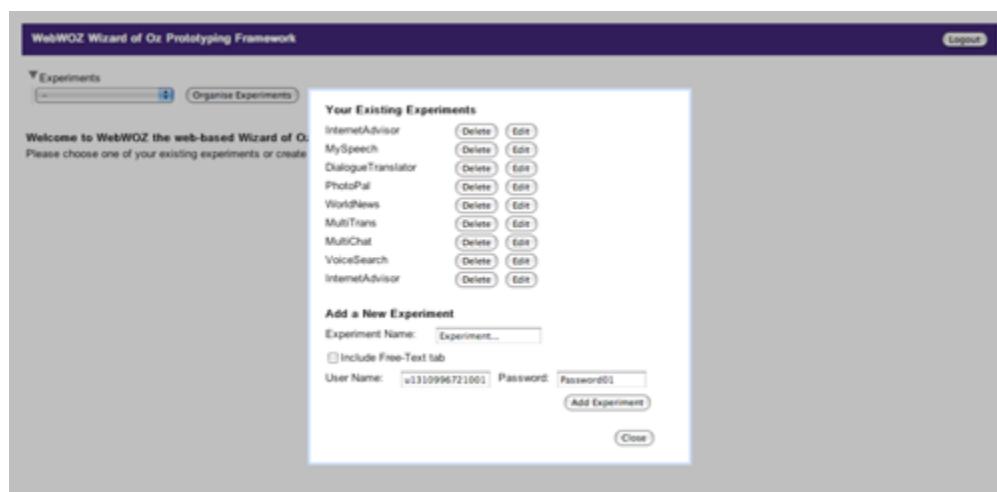 WebWOZ Wizard of Oz Prototyping Framework
Logout
Experiments
--
Organise Experiments
Welcome to WebWOZ the web-based Wizard of Oz
Please choose one of your existing experiments or create
Your Existing Experiments
InternetAdvisor Delete Edit
MySpeech Delete Edit
DialogueTranslator Delete Edit
PhotoPal Delete Edit
WorldNews Delete Edit
MultiTrans Delete Edit
MultiChat Delete Edit
VoiceSearch Delete Edit
InternetAdvisor Delete Edit
Add a New Experiment
Experiment Name: Experiment...
Include Free-Text tab
User Name: u1310996721001 Password: Password01
Add Experiment
Close